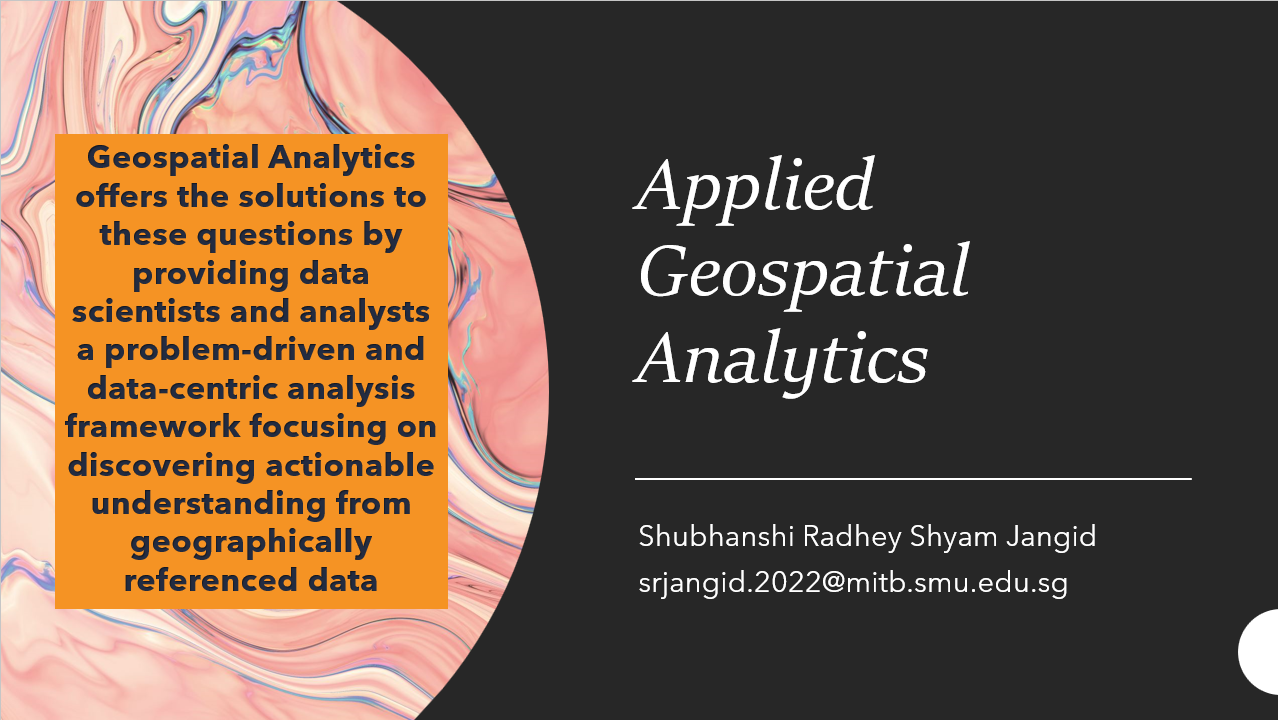 Geospatial Analytics
offers the solutions to
these questions by
providing data
scientists and analysts
a problem-driven and
data-centric analysis
framework focusing on
discovering actionable
understanding from
geographically
referenced data
Applied
Geospatial
Analytics
Shubhanshi Radhey Shyam Jangid
srjangid.2022@mitb.smu.edu.sg